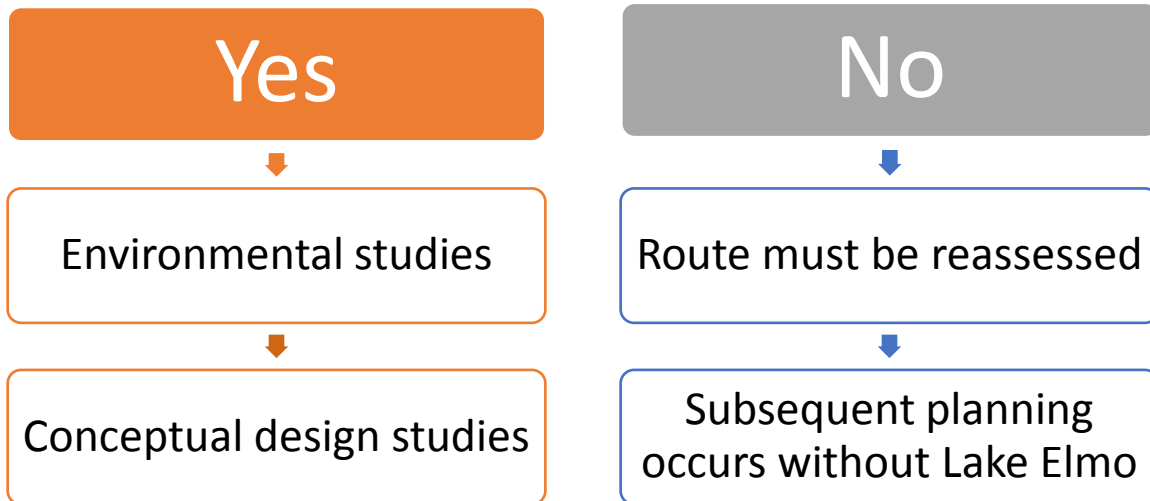 Yes
Environmental studies
Conceptual design studies
No
Route must be reassessed
Subsequent planning
occurs without Lake Elmo